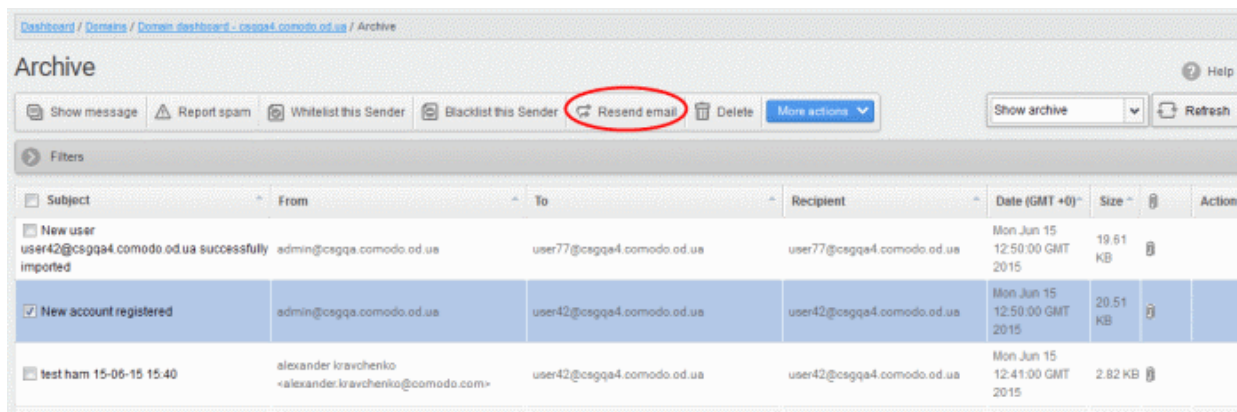 Dashboard / Domains / Domain dashboard - csgqa4.comodo.od.ua / Archive
Archive
Help
Show message Report spam Whitelist this Sender Blacklist this Sender Resend email Delete More actions Show archive Refresh
Filters
Subject From To Recipient Date (GMT +0) Size Action
New user
user42@csgqa4.comodo.od.ua successfully
imported
admin@csgqa.comodo.od.ua
user77@csgqa4.comodo.od.ua
user77@csgqa4.comodo.od.ua
Mon Jun 15
12:50:00 GMT
2015
19.61
KB
New account registered
admin@csgqa.comodo.od.ua
user42@csgqa4.comodo.od.ua
user42@csgqa4.comodo.od.ua
Mon Jun 15
12:50:00 GMT
2015
20.51
KB
test ham 15-06-15 15:40
alexander kravchenko
<alexander.kravchenko@comodo.com>
user42@csgqa4.comodo.od.ua
user42@csgqa4.comodo.od.ua
Mon Jun 15
12:41:00 GMT
2015
2.82 KB